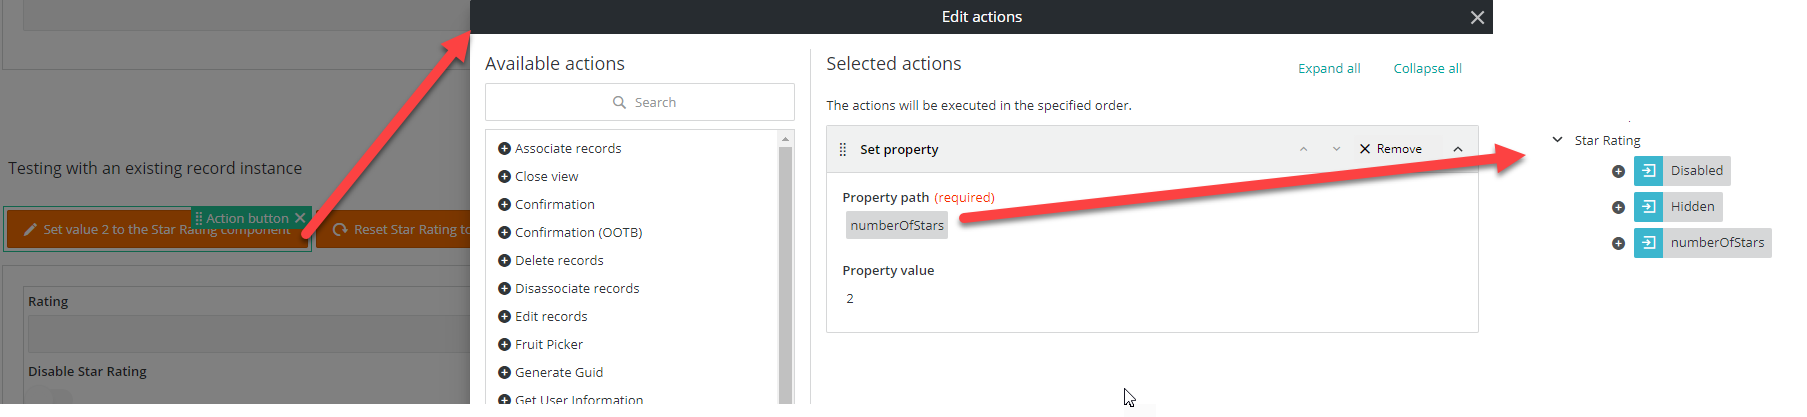 Edit actions
Testing with an existing record instance
Action button
Set value 2 to the Star Rating component
Reset Star Rating to
Rating
Disable Star Rating
Available actions
Search
Associate records
Close view
Confirmation
Confirmation (OOTB)
Delete records
Disassociate records
Edit records
Fruit Picker
Generate Guid
Get User Information
Selected actions
Expand all
Collapse all
The actions will be executed in the specified order.
Set property
Remove
Property path (required)
numberOfStars
Property value
2
Star Rating
Disabled
Hidden
numberOfStars